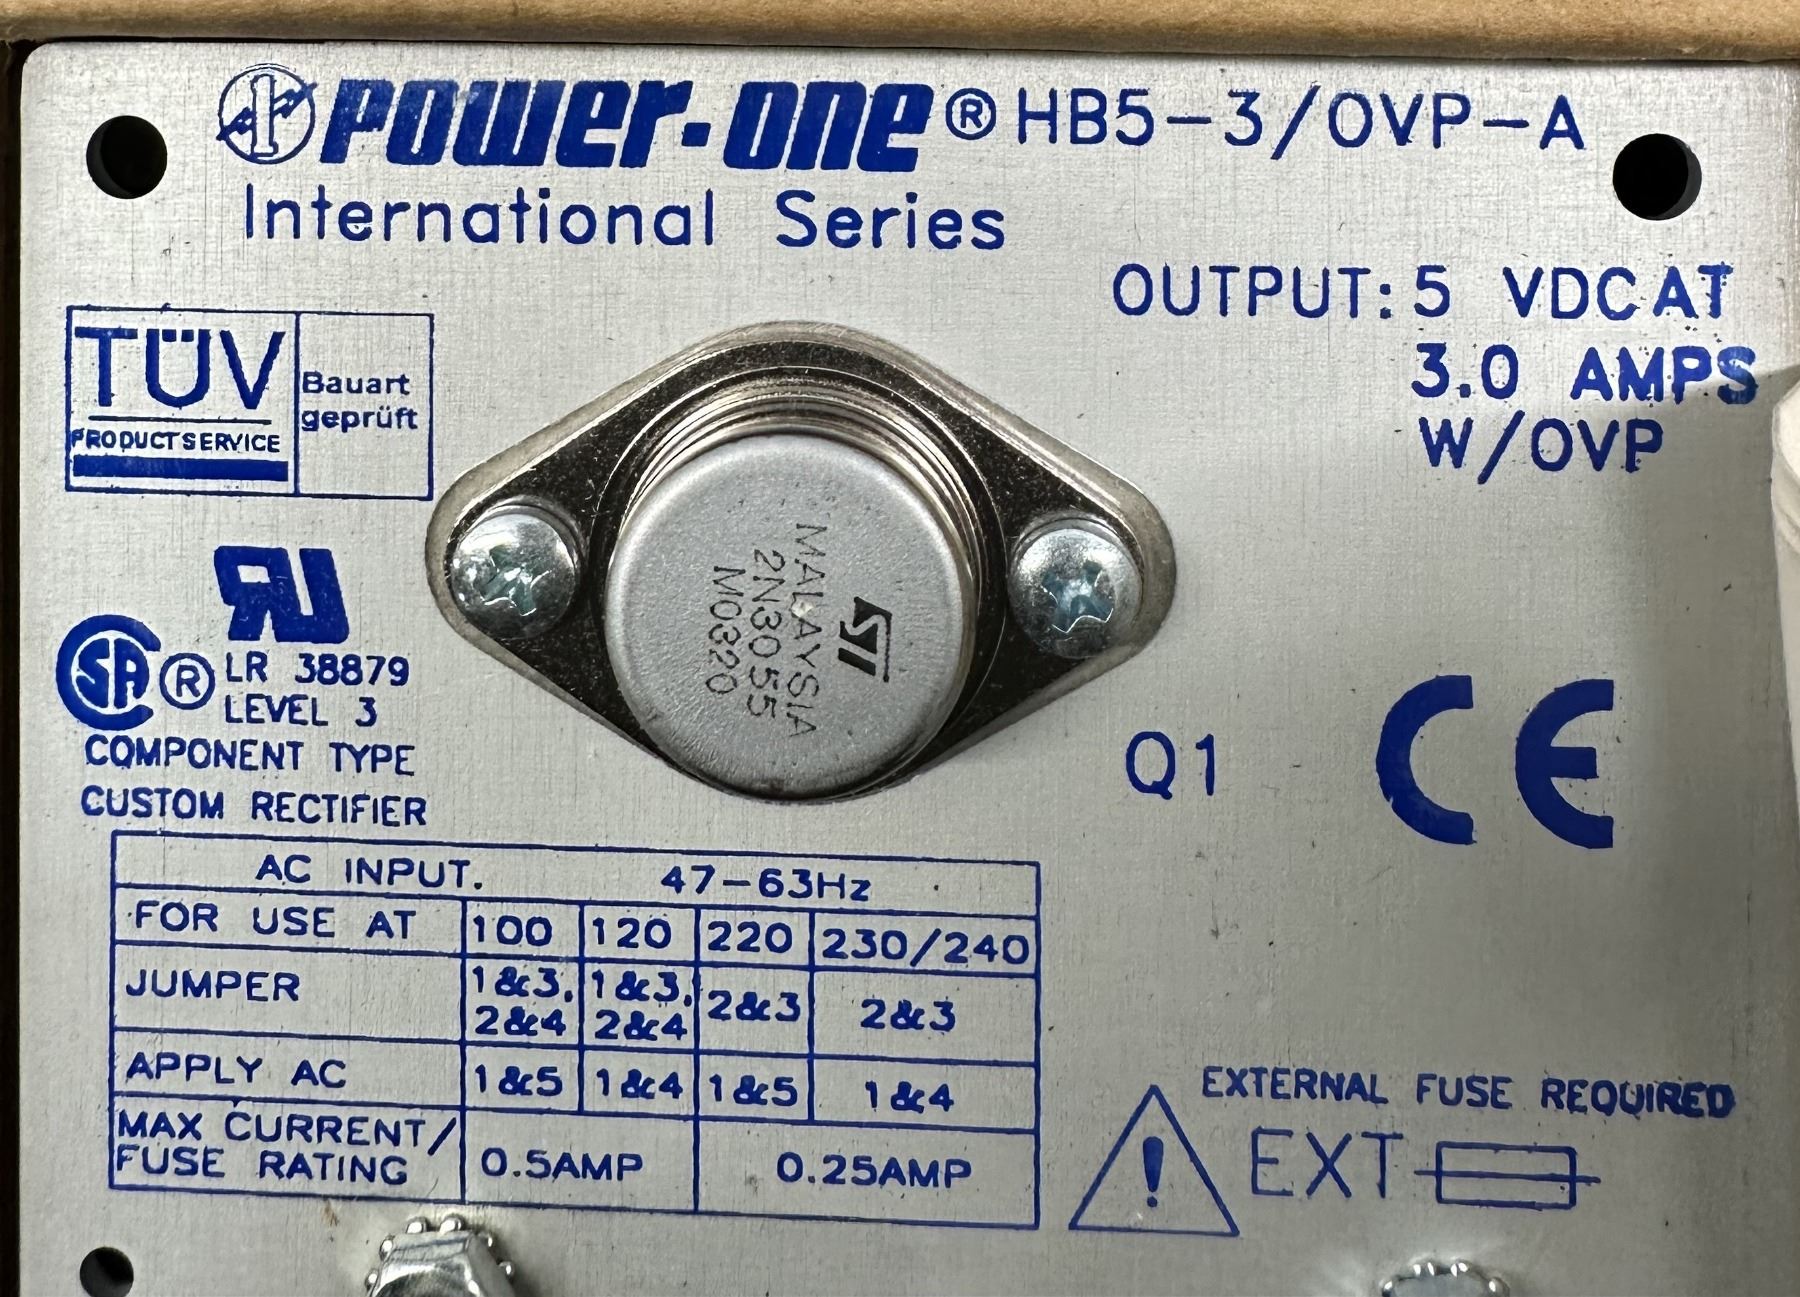 power-one® HB5-3/OVP-A
International Series
OUTPUT: 5 VDC AT
3.0 AMPS
W/OVP
TÜV
PRODUCT SERVICE
Bauart
geprüft
ST
MALAYSIA
2N3055
M0320
RU
SA® LR 38879
LEVEL 3
COMPONENT TYPE
CUSTOM RECTIFIER
Q1
CE
AC INPUT. 47-63Hz
FOR USE AT 100 120 220 230/240
JUMPER 1&3, 2&4 1&3, 2&4 2&3 2&3
APPLY AC 1&5 1&4 1&5 1&4
MAX CURRENT/
FUSE RATING 0.5AMP 0.25AMP
EXTERNAL FUSE REQUIRED
! EXT